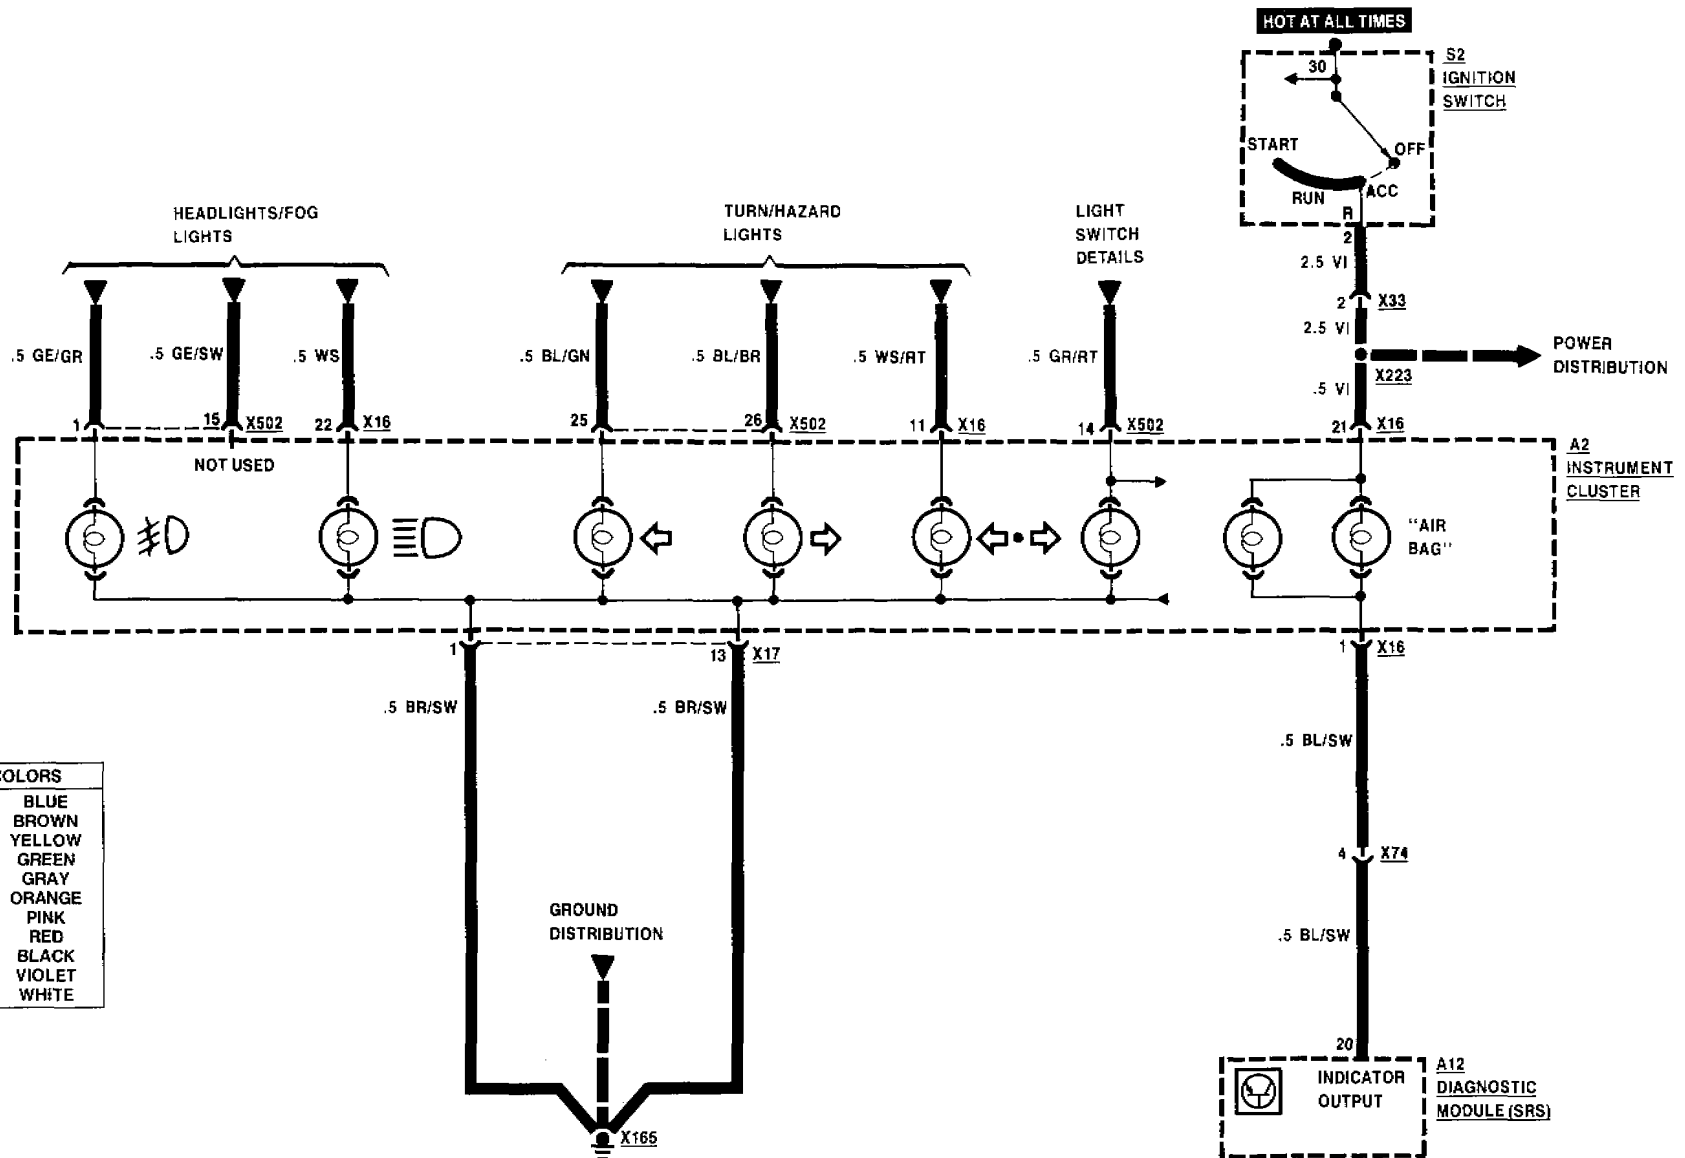 HOT AT ALL TIMES
S2
IGNITION
SWITCH
30
START
OFF
RUN
ACC
R
2
2.5 VI
2
X33
2.5 VI
X223
.5 VI
POWER
DISTRIBUTION
HEADLIGHTS/FOG
LIGHTS
TURN/HAZARD
LIGHTS
LIGHT
SWITCH
DETAILS
.5 GE/GR
.5 GE/SW
.5 WS
.5 BL/GN
.5 BL/BR
.5 WS/RT
.5 GR/RT
1
15
X502
22
X16
25
26
X502
11
X16
14
X502
21
X16
NOT USED
A2
INSTRUMENT
CLUSTER
"AIR
BAG"
1
13
X17
1
X16
.5 BR/SW
.5 BR/SW
.5 BL/SW
4
X74
.5 BL/SW
OLORS
BLUE
BROWN
YELLOW
GREEN
GRAY
ORANGE
PINK
RED
BLACK
VIOLET
WHITE
GROUND
DISTRIBUTION
X165
20
INDICATOR
OUTPUT
A12
DIAGNOSTIC
MODULE (SRS)